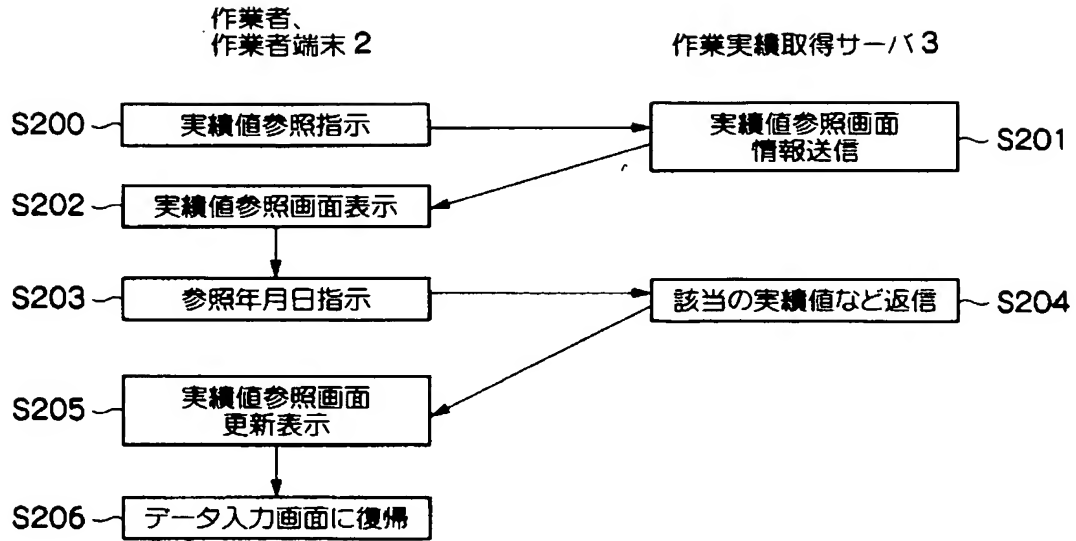 作業者、
作業者端末2
作業実績取得サーバ3
S200
実績値参照指示
実績値参照画面
情報送信
S201
S202
実績値参照画面表示
S203
参照年月日指示
該当の実績値など返信
S204
S205
実績値参照画面
更新表示
S206
データ入力画面に復帰